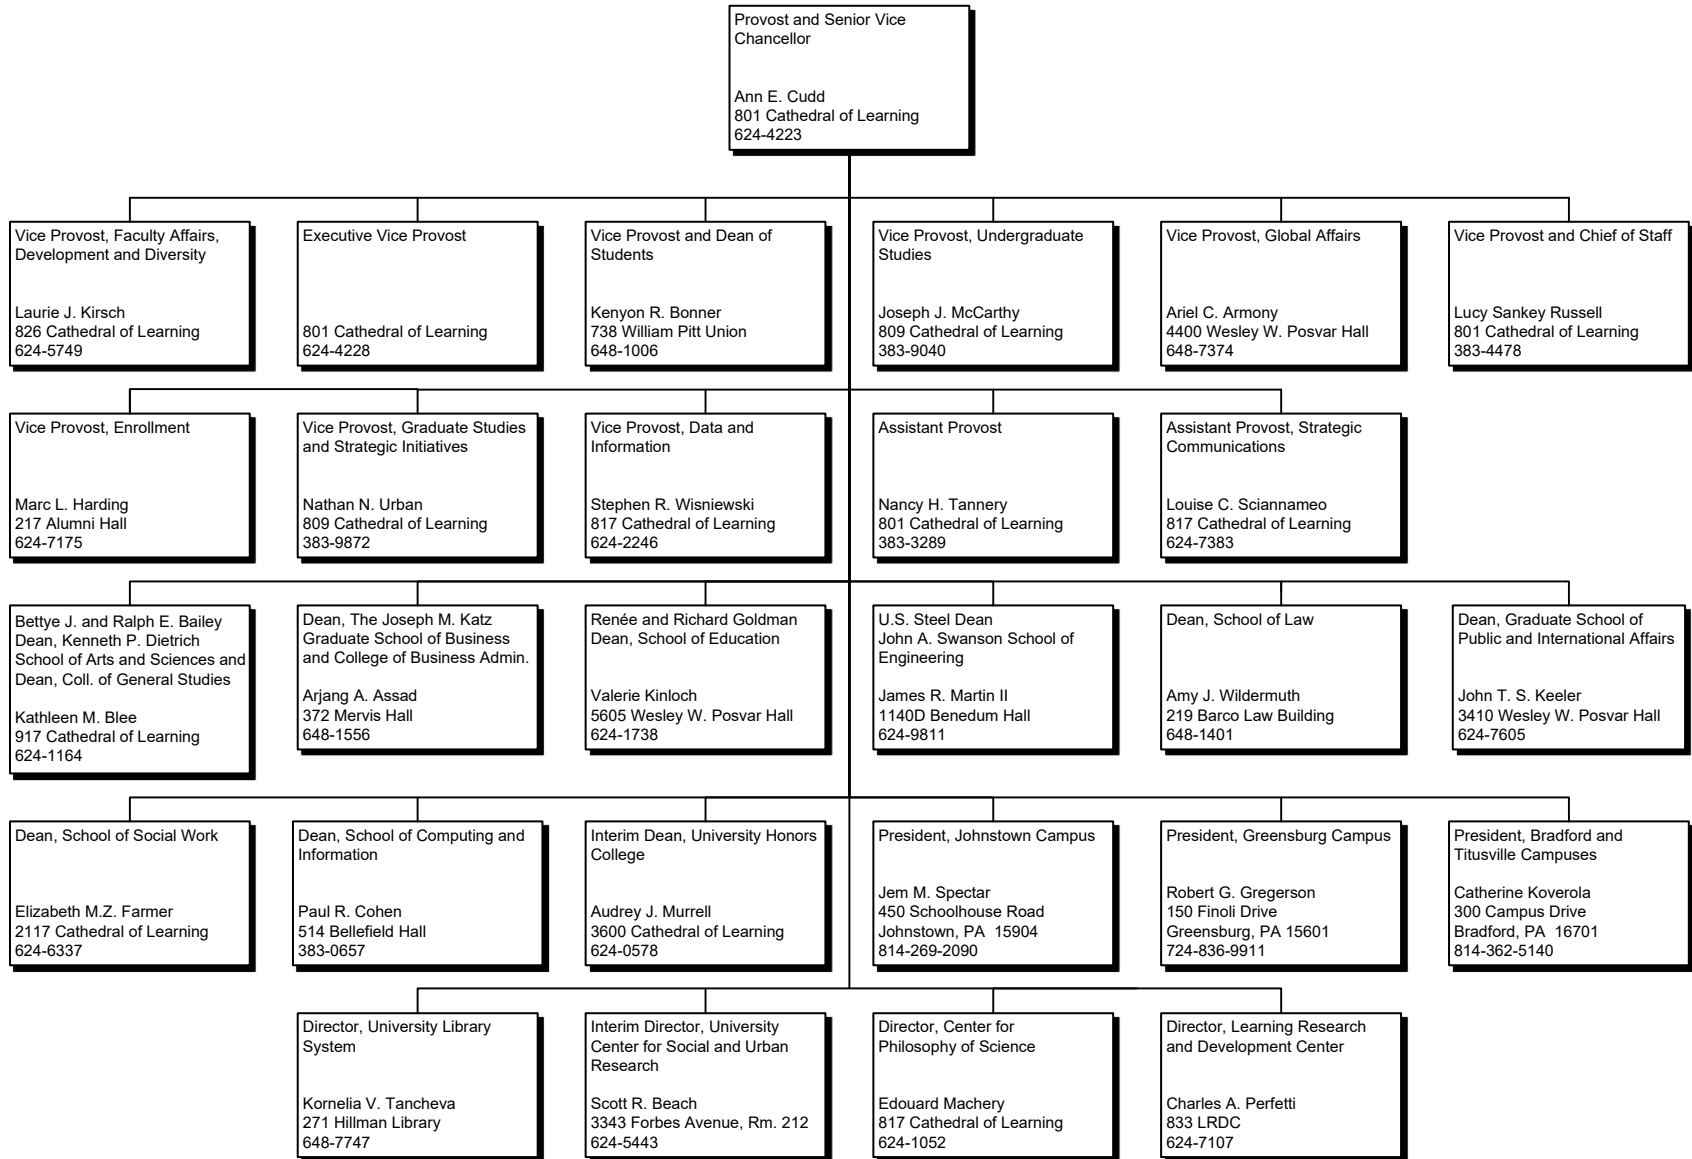 Provost and Senior Vice
Chancellor
Ann E. Cudd
801 Cathedral of Learning
624-4223
Vice Provost, Faculty Affairs,
Development and Diversity
Laurie J. Kirsch
826 Cathedral of Learning
624-5749
Executive Vice Provost
801 Cathedral of Learning
624-4228
Vice Provost and Dean of
Students
Kenyon R. Bonner
738 William Pitt Union
648-1006
Vice Provost, Undergraduate
Studies
Joseph J. McCarthy
809 Cathedral of Learning
383-9040
Vice Provost, Global Affairs
Ariel C. Armony
4400 Wesley W. Posvar Hall
648-7374
Vice Provost and Chief of Staff
Lucy Sankey Russell
801 Cathedral of Learning
383-4478
Vice Provost, Enrollment
Marc L. Harding
217 Alumni Hall
624-7175
Vice Provost, Graduate Studies
and Strategic Initiatives
Nathan N. Urban
809 Cathedral of Learning
383-9872
Vice Provost, Data and
Information
Stephen R. Wisniewski
817 Cathedral of Learning
624-2246
Assistant Provost
Nancy H. Tannery
801 Cathedral of Learning
383-3289
Assistant Provost, Strategic
Communications
Louise C. Sciannameo
817 Cathedral of Learning
624-7383
Bettye J. and Ralph E. Bailey
Dean, Kenneth P. Dietrich
School of Arts and Sciences and
Dean, Coll. of General Studies
Kathleen M. Blee
917 Cathedral of Learning
624-1164
Dean, The Joseph M. Katz
Graduate School of Business
and College of Business Admin.
Arjang A. Assad
372 Mervis Hall
648-1556
Renée and Richard Goldman
Dean, School of Education
Valerie Kinloch
5605 Wesley W. Posvar Hall
624-1738
U.S. Steel Dean
John A. Swanson School of
Engineering
James R. Martin II
1140D Benedum Hall
624-9811
Dean, School of Law
Amy J. Wildermuth
219 Barco Law Building
648-1401
Dean, Graduate School of
Public and International Affairs
John T. S. Keeler
3410 Wesley W. Posvar Hall
624-7605
Dean, School of Social Work
Elizabeth M.Z. Farmer
2117 Cathedral of Learning
624-6337
Dean, School of Computing and
Information
Paul R. Cohen
514 Bellefield Hall
383-0657
Interim Dean, University Honors
College
Audrey J. Murrell
3600 Cathedral of Learning
624-0578
President, Johnstown Campus
Jem M. Spectar
450 Schoolhouse Road
Johnstown, PA  15904
814-269-2090
President, Greensburg Campus
Robert G. Gregerson
150 Finoli Drive
Greensburg, PA 15601
724-836-9911
President, Bradford and
Titusville Campuses
Catherine Koverola
300 Campus Drive
Bradford, PA  16701
814-362-5140
Director, University Library
System
Kornelia V. Tancheva
271 Hillman Library
648-7747
Interim Director, University
Center for Social and Urban
Research
Scott R. Beach
3343 Forbes Avenue, Rm. 212
624-5443
Director, Center for
Philosophy of Science
Edouard Machery
817 Cathedral of Learning
624-1052
Director, Learning Research
and Development Center
Charles A. Perfetti
833 LRDC
624-7107